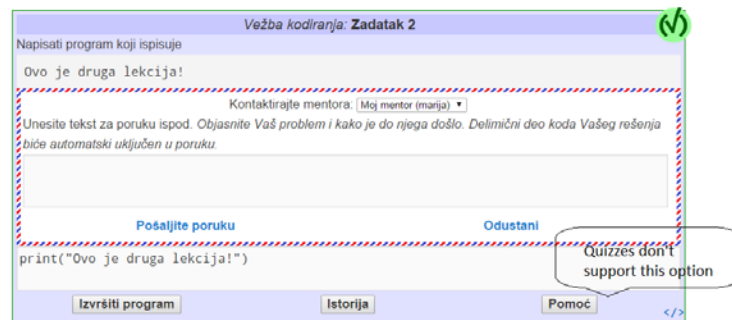 Vežba kodiranja: Zadatak 2
Napisati program koji ispisuje
Ovo je druga lekcija!
Kontaktirajte mentora: Moj mentor (marija)
Unesite tekst za poruku ispod. Objasnite Vaš problem i kako je do njega došlo. Delimični deo koda Vašeg rešenja
biće automatski uključen u poruku.
Pošaljite poruku Odustani
print("Ovo je druga lekcija!")
Quizzes don't
support this option
Izvršiti program Istorija Pomoć
</>